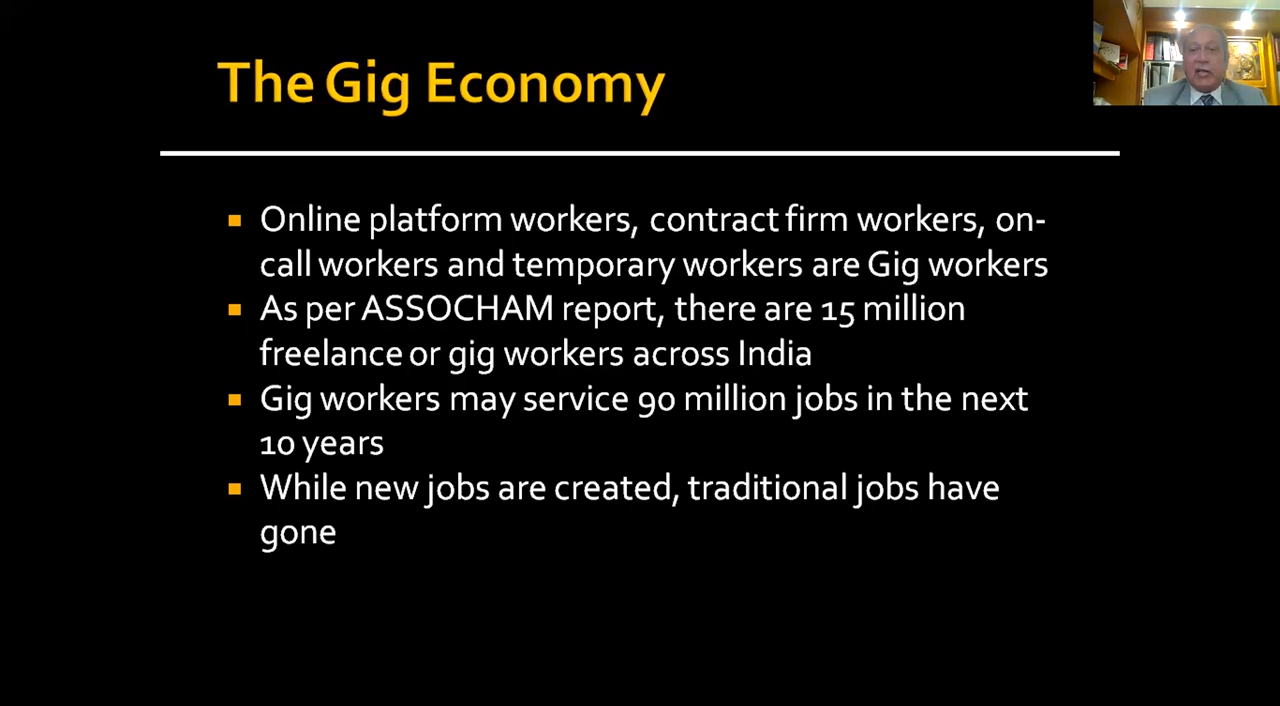 The Gig Economy
Online platform workers, contract firm workers, on-
call workers and temporary workers are Gig workers
As per ASSOCHAM report, there are 15 million
freelance or gig workers across India
Gig workers may service 90 million jobs in the next
10 years
While new jobs are created, traditional jobs have
gone